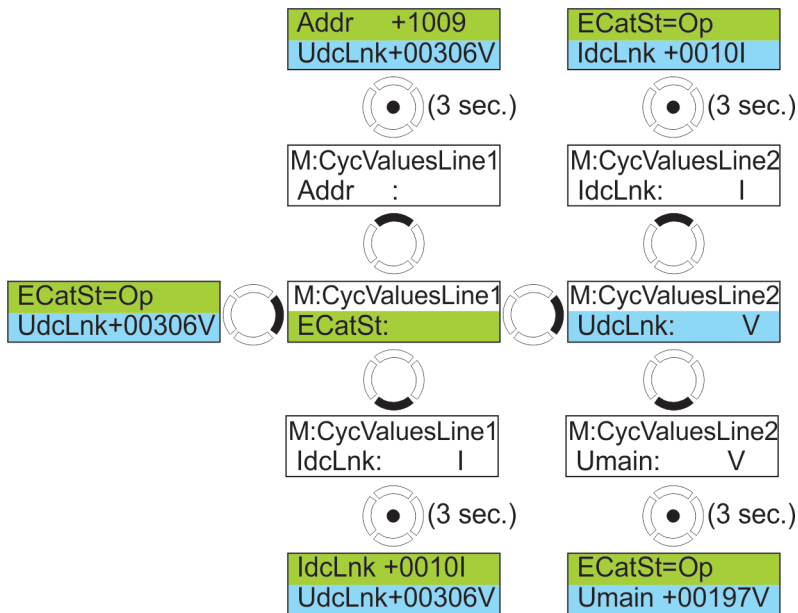 Addr +1009
UdcLnk+00306V
ECatSt=Op
IdcLnk +0010I
(3 sec.)
(3 sec.)
M:CycValuesLine1
Addr :
M:CycValuesLine2
IdcLnk: I
ECatSt=Op
UdcLnk+00306V
M:CycValuesLine1
ECatSt:
M:CycValuesLine2
UdcLnk: V
M:CycValuesLine1
IdcLnk: I
M:CycValuesLine2
Umain: V
(3 sec.)
(3 sec.)
IdcLnk +0010I
UdcLnk+00306V
ECatSt=Op
Umain +00197V